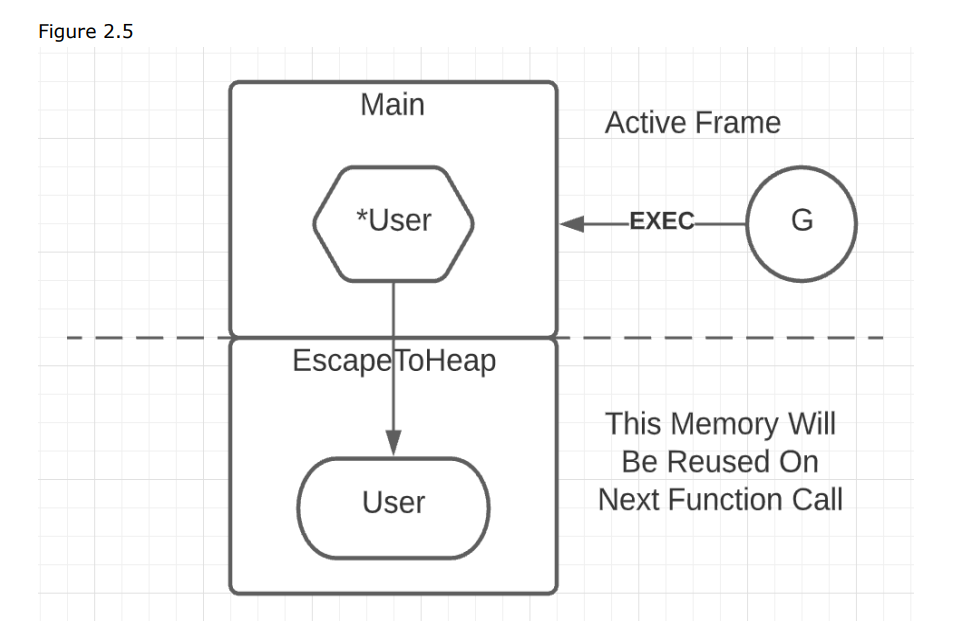 Figure 2.5
Main
Active Frame
*User
EXEC
G
EscapeToHeap
This Memory Will
Be Reused On
Next Function Call
User